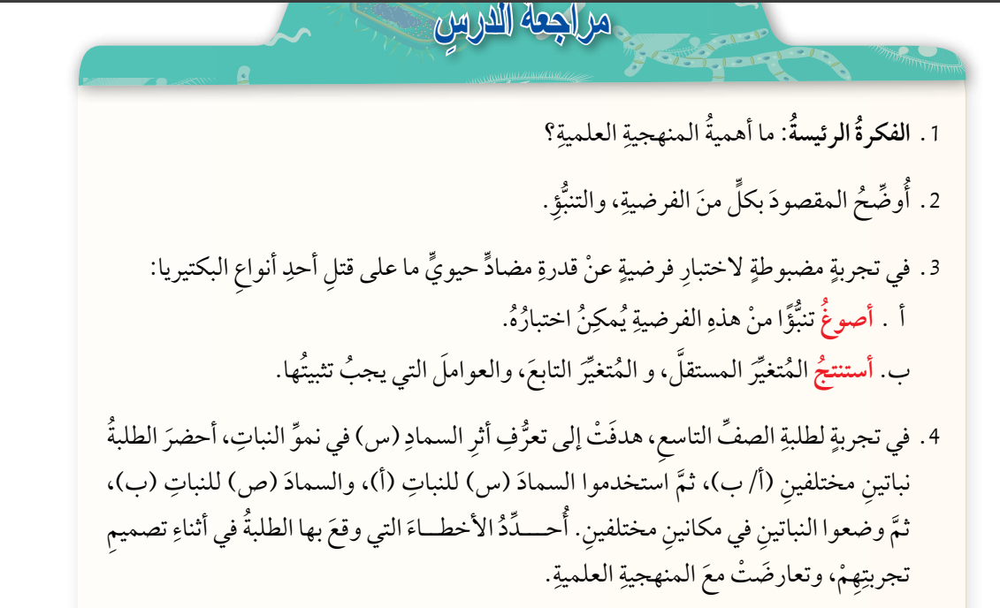 مراجعة الدرسِ
1. الفكرةُ الرئيسةُ: ما أهميةُ المنهجيةِ العلميةِ؟
2. أُوضِّحُ المقصودَ بكلٍّ منَ الفرضيةِ، والتنبُّؤِ.
3. في تجربةٍ مضبوطةٍ لاختبارِ فرضيةٍ عنْ قدرةِ مضادٍّ حيويٍّ ما على قتلِ أحدِ أنواعِ البكتيريا:
أ . أصوغُ تنبُّؤًا منْ هذهِ الفرضيةِ يُمكِنُ اختبارُهُ.
ب. أستنتجُ المُتغيِّرَ المستقلَّ، و المُتغيِّرَ التابعَ، والعواملَ التي يجبُ تثبيتُها.
4. في تجربةٍ لطلبةِ الصفِّ التاسعِ، هدفَتْ إلى تعرُّفِ أثرِ السمادِ (س) في نموِّ النباتِ، أحضرَ الطلبةُ
نباتينِ مختلفينِ (أ/ ب)، ثمَّ استخدموا السمادَ (س) للنباتِ (أ)، والسمادَ (ص) للنباتِ (ب)،
ثمَّ وضعوا النباتينِ في مكانينِ مختلفينِ. أُحـــدِّدُ الأخطــاءَ التي وقعَ بها الطلبةُ في أثناءِ تصميمِ
تجربتِهِمْ، وتعارضَتْ معَ المنهجيةِ العلميةِ.